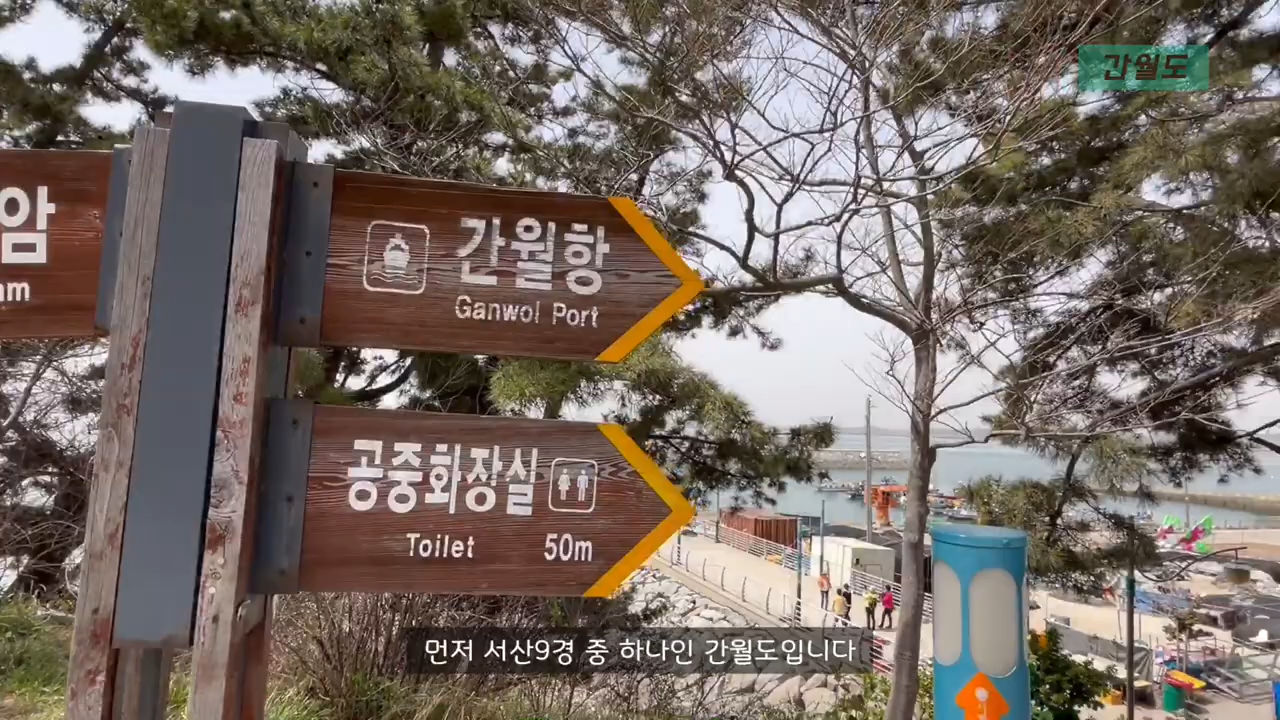 간월도
암
간월항
Ganwol Port
공중화장실
Toilet 50m
먼저 서산9경 중 하나인 간월도입니다